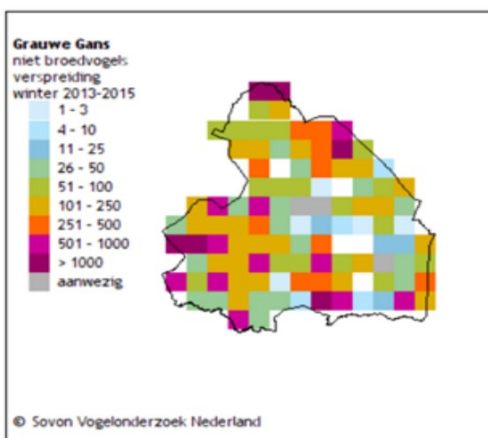 Grauwe Gans
niet broedvogels
verspreiding
winter 2013-2015
1 - 3
4 - 10
11 - 25
26 - 50
51 - 100
101 - 250
251 - 500
501 - 1000
> 1000
aanwezig
© Sovon Vogelonderzoek Nederland